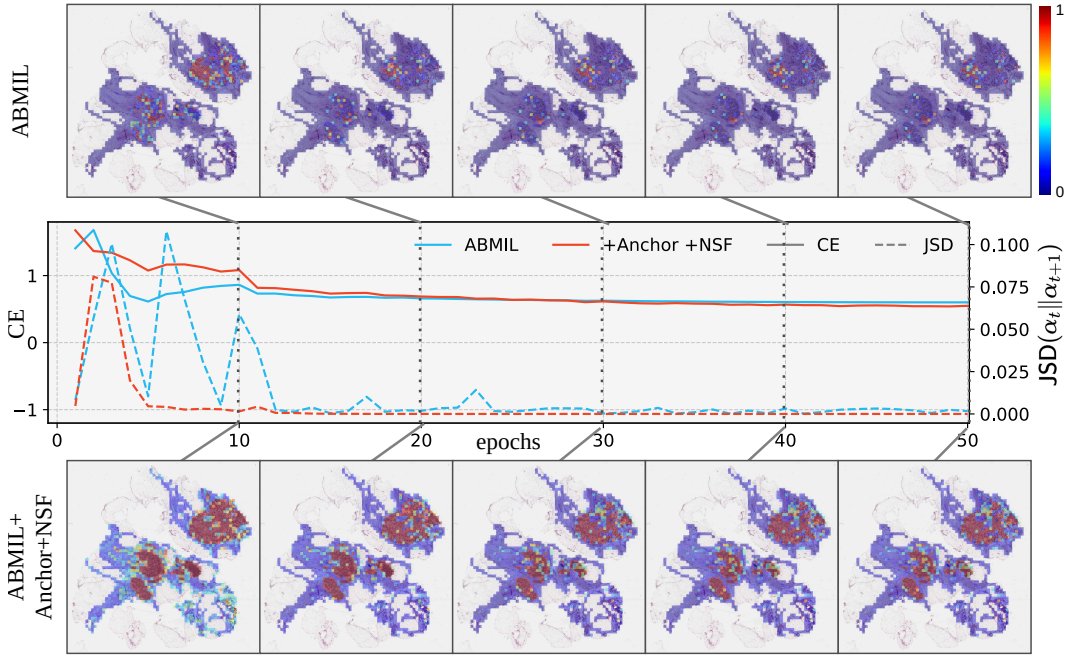 1
ABMIL
0
ABMIL
+Anchor +NSF
CE
JSD
1
0
−1
CE
0.100
0.075
0.050
0.025
0.000
JSD(α_t||α_{t+1})
0
10
20
30
40
50
epochs
ABMIL+
Anchor+NSF